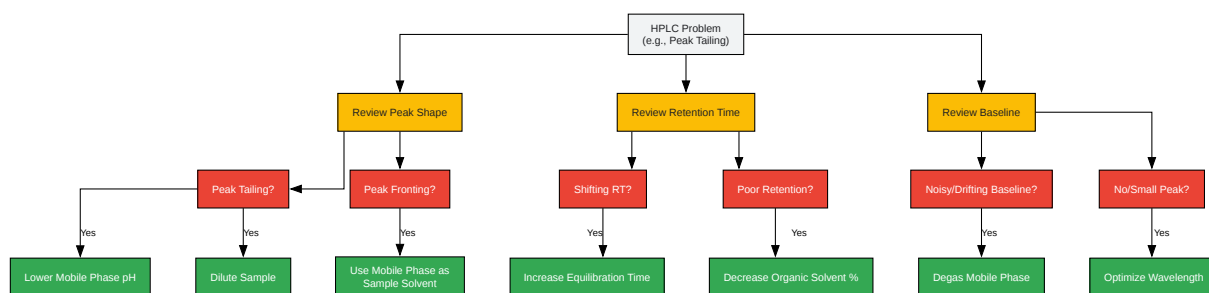 HPLC Problem
(e.g., Peak Tailing)
Review Peak Shape
Review Retention Time
Review Baseline
Peak Tailing?
Peak Fronting?
Shifting RT?
Poor Retention?
Noisy/Drifting Baseline?
No/Small Peak?
Yes
Yes
Yes
Yes
Yes
Yes
Yes
Lower Mobile Phase pH
Dilute Sample
Use Mobile Phase as
Sample Solvent
Increase Equilibration Time
Decrease Organic Solvent %
Degas Mobile Phase
Optimize Wavelength